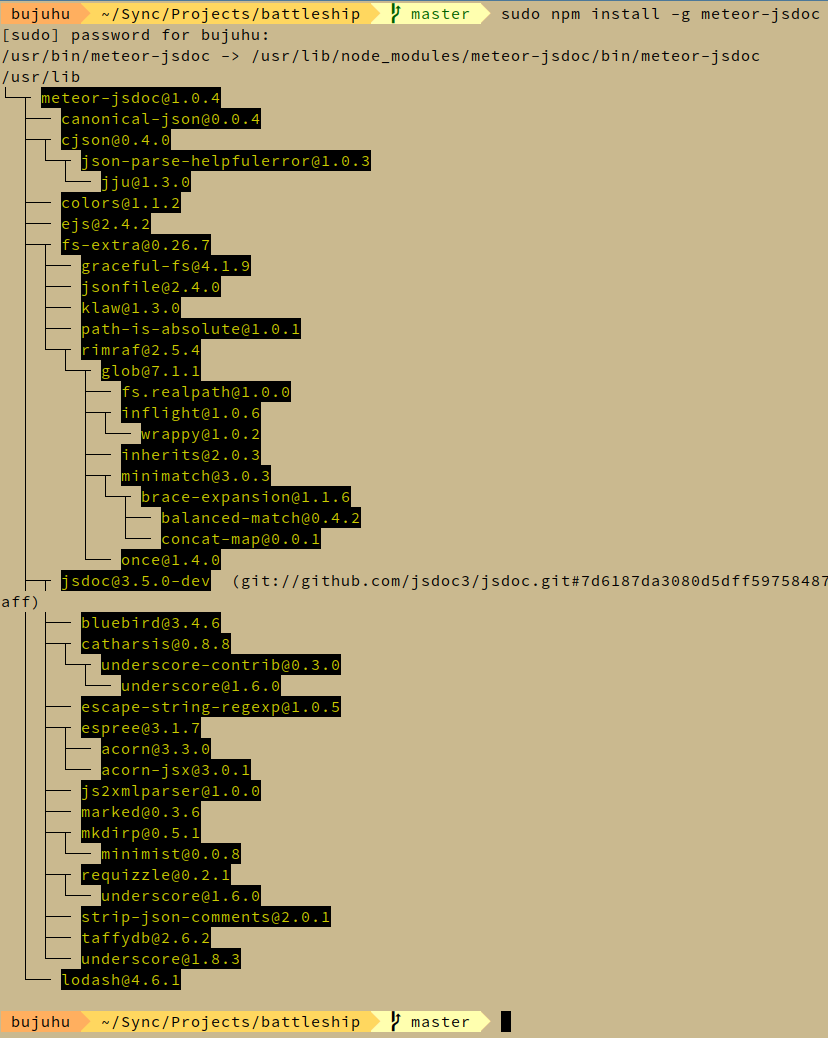 bujuhu ~/Sync/Projects/battleship master sudo npm install -g meteor-jsdoc
[sudo] password for bujuhu:
/usr/bin/meteor-jsdoc -> /usr/lib/node_modules/meteor-jsdoc/bin/meteor-jsdoc
/usr/lib
└─┬ meteor-jsdoc@1.0.4
  ├── canonical-json@0.0.4
  ├─┬ cjson@0.4.0
  │ └─┬ json-parse-helpfulerror@1.0.3
  │   └── jju@1.3.0
  ├── colors@1.1.2
  ├── ejs@2.4.2
  ├─┬ fs-extra@0.26.7
  │ ├── graceful-fs@4.1.9
  │ ├── jsonfile@2.4.0
  │ ├── klaw@1.3.0
  │ ├── path-is-absolute@1.0.1
  │ └─┬ rimraf@2.5.4
  │   └─┬ glob@7.1.1
  │     ├── fs.realpath@1.0.0
  │     ├─┬ inflight@1.0.6
  │     │ └── wrappy@1.0.2
  │     ├── inherits@2.0.3
  │     ├─┬ minimatch@3.0.3
  │     │ └─┬ brace-expansion@1.1.6
  │     │   ├── balanced-match@0.4.2
  │     │   └── concat-map@0.0.1
  │     └── once@1.4.0
  ├─┬ jsdoc@3.5.0-dev  (git://github.com/jsdoc3/jsdoc.git#7d6187da3080d5dff59758487
aff)
  │ ├── bluebird@3.4.6
  │ ├─┬ catharsis@0.8.8
  │ │ └─┬ underscore-contrib@0.3.0
  │ │   └── underscore@1.6.0
  │ ├── escape-string-regexp@1.0.5
  │ ├─┬ espree@3.1.7
  │ │ ├── acorn@3.3.0
  │ │ └── acorn-jsx@3.0.1
  │ ├── js2xmlparser@1.0.0
  │ ├── marked@0.3.6
  │ ├─┬ mkdirp@0.5.1
  │ │ └── minimist@0.0.8
  │ ├─┬ requizzle@0.2.1
  │ │ └── underscore@1.6.0
  │ ├── strip-json-comments@2.0.1
  │ ├── taffydb@2.6.2
  │ └── underscore@1.8.3
  └── lodash@4.6.1
bujuhu ~/Sync/Projects/battleship master